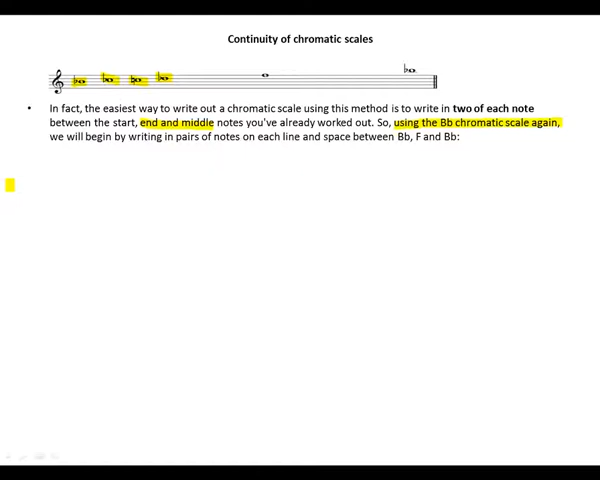 Continuity of chromatic scales
• In fact, the easiest way to write out a chromatic scale using this method is to write in two of each note
between the start, end and middle notes you've already worked out. So, using the Bb chromatic scale again,
we will begin by writing in pairs of notes on each line and space between Bb, F and Bb: